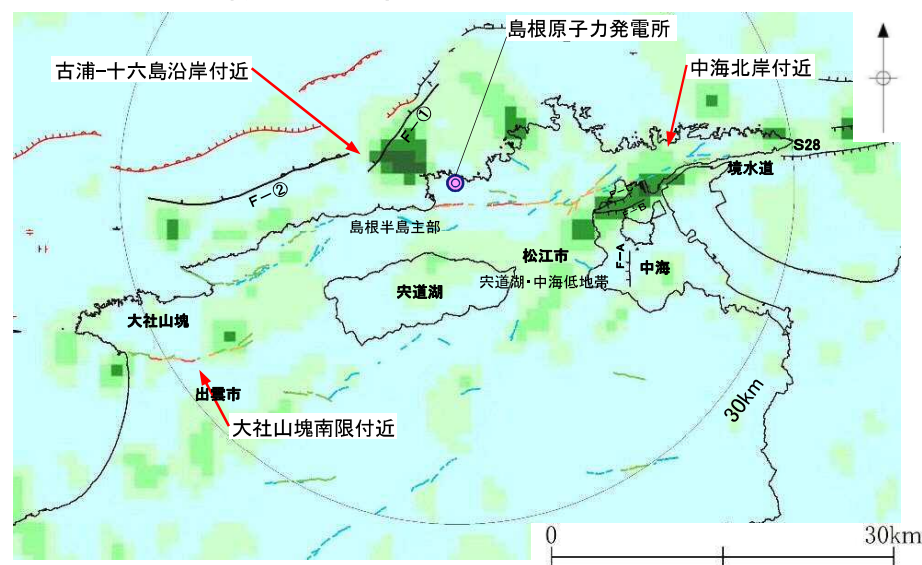 島根原子力発電所
古浦-十六島沿岸付近
中海北岸付近
F-①
S28
境水道
F-②
F-B
島根半島主部
松江市
F-A
中海
宍道湖・中海低地帯
宍道湖
大社山塊
出雲市
30km
大社山塊南限付近
0
30km